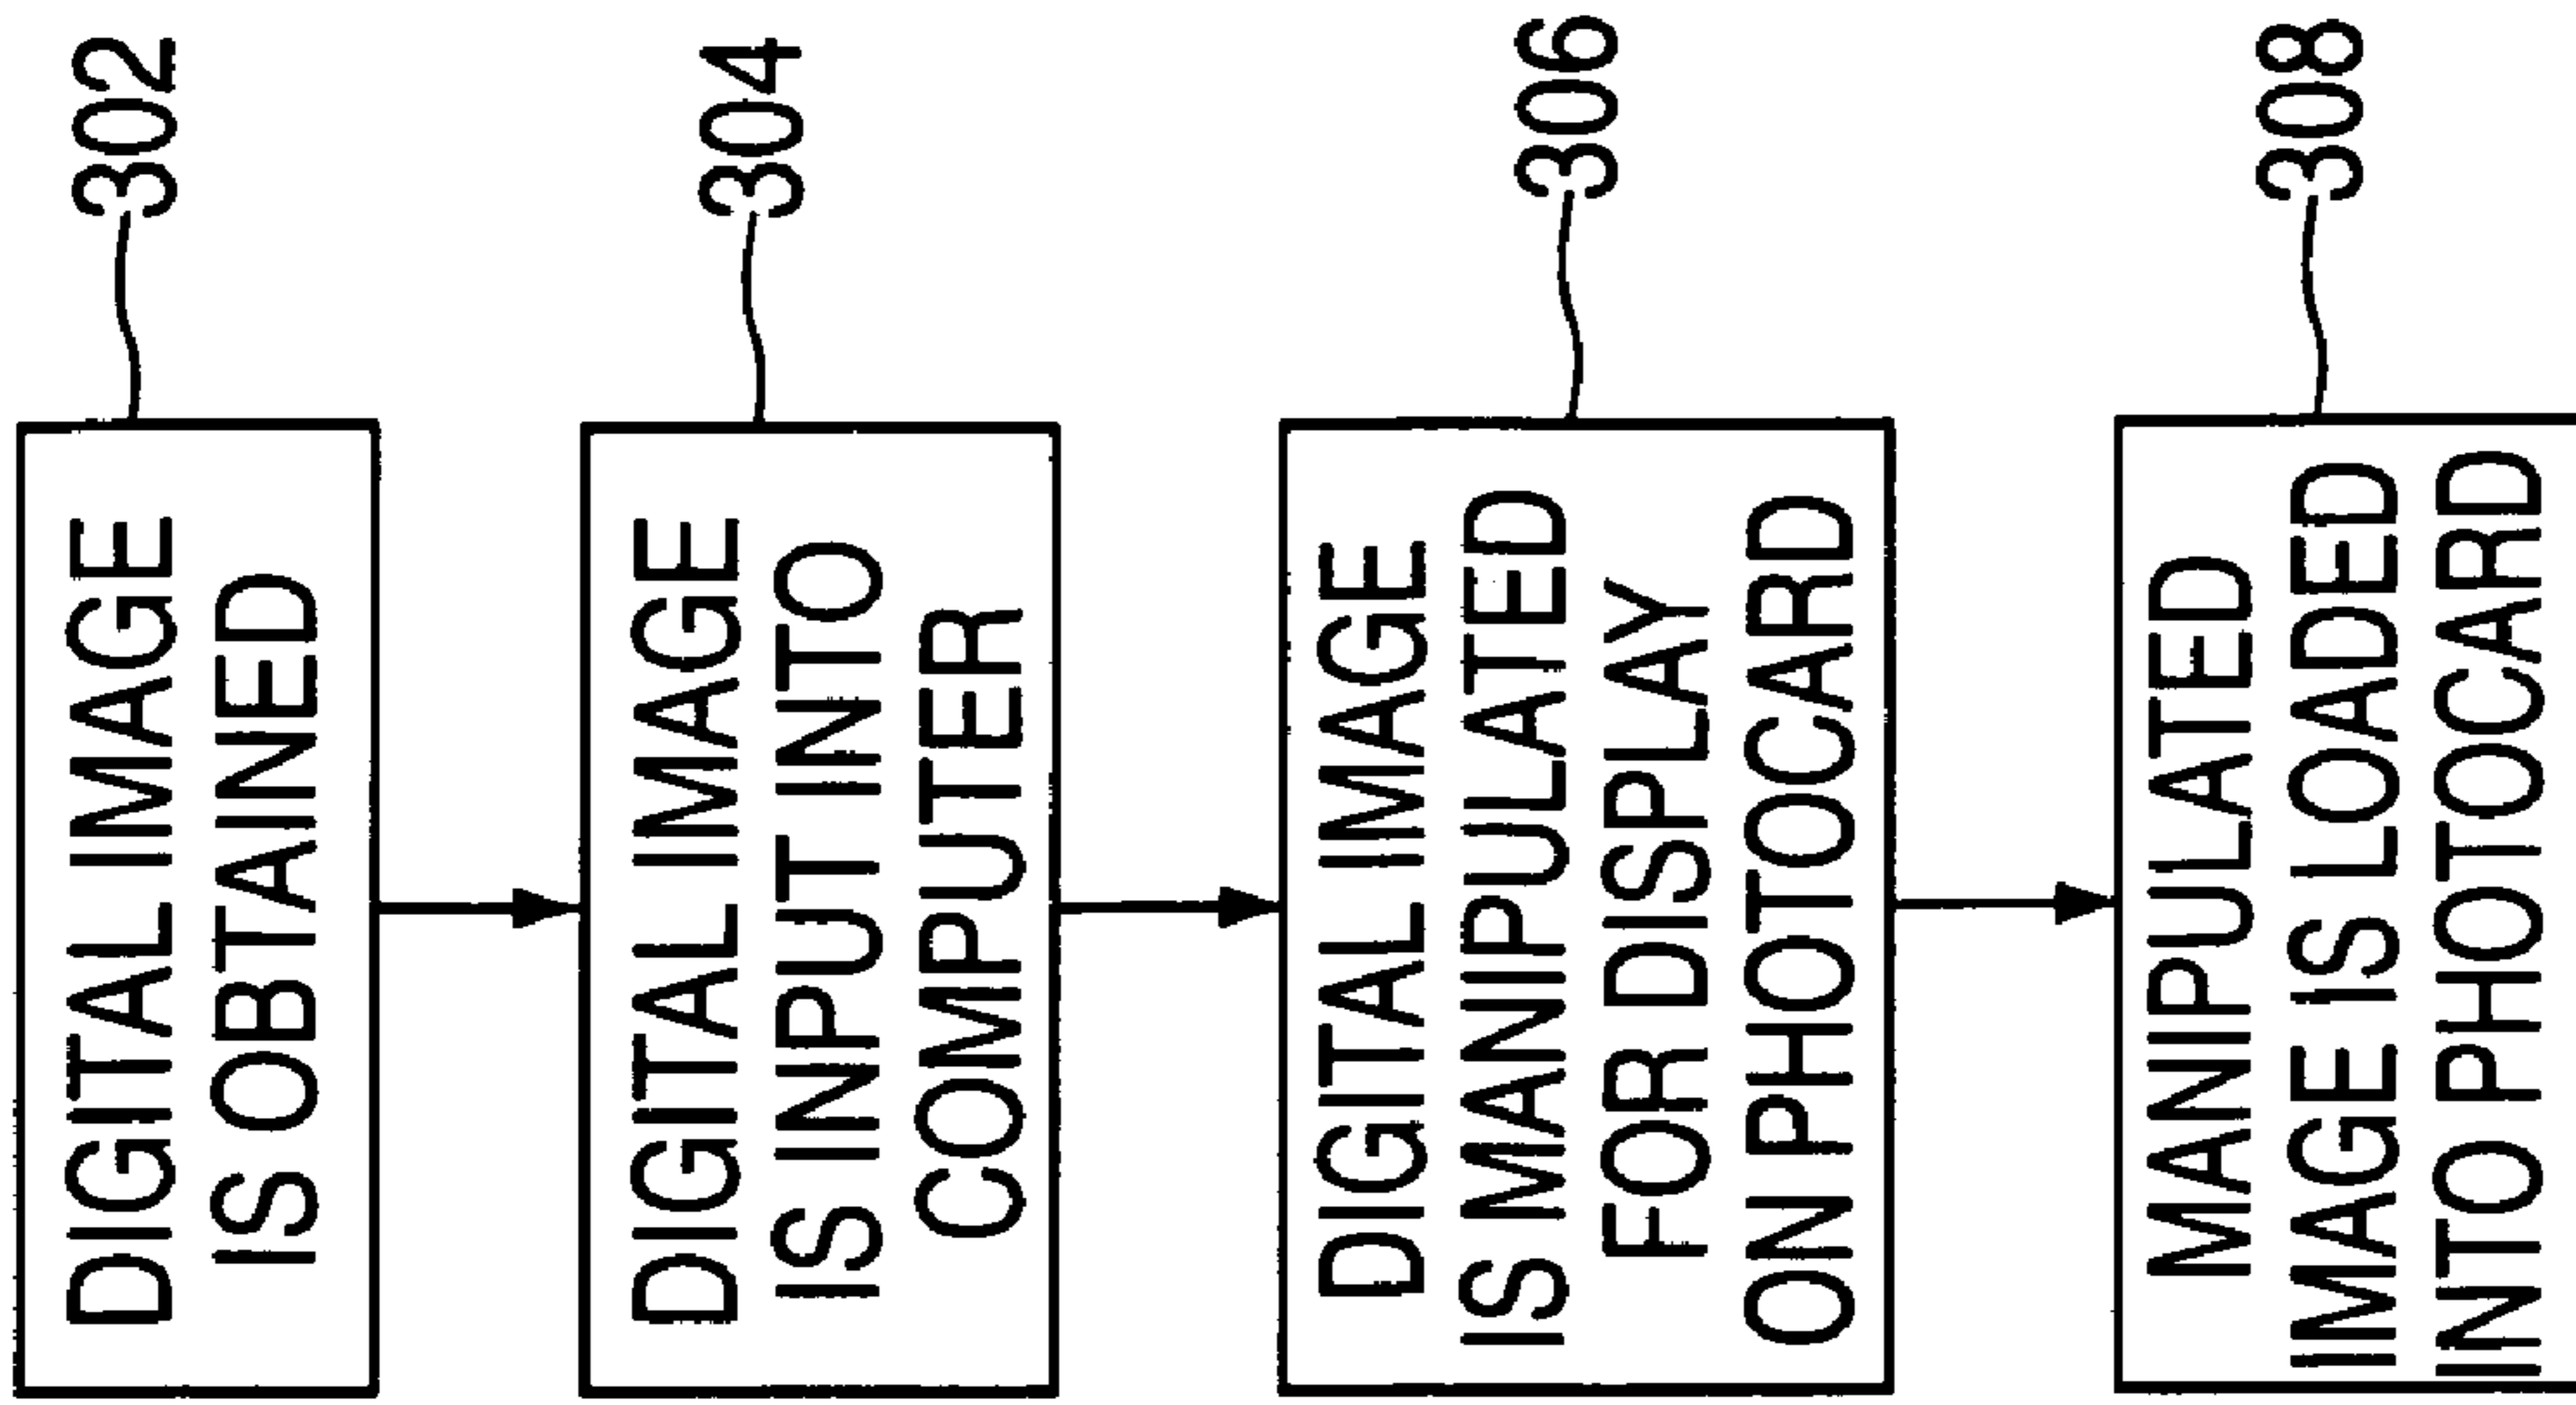 DIGITAL IMAGE
IS OBTAINED
302
DIGITAL IMAGE
IS INPUT INTO
COMPUTER
304
DIGITAL IMAGE
IS MANIPULATED
FOR DISPLAY
ON PHOTOCARD
306
MANIPULATED
IMAGE IS LOADED
INTO PHOTOCARD
308